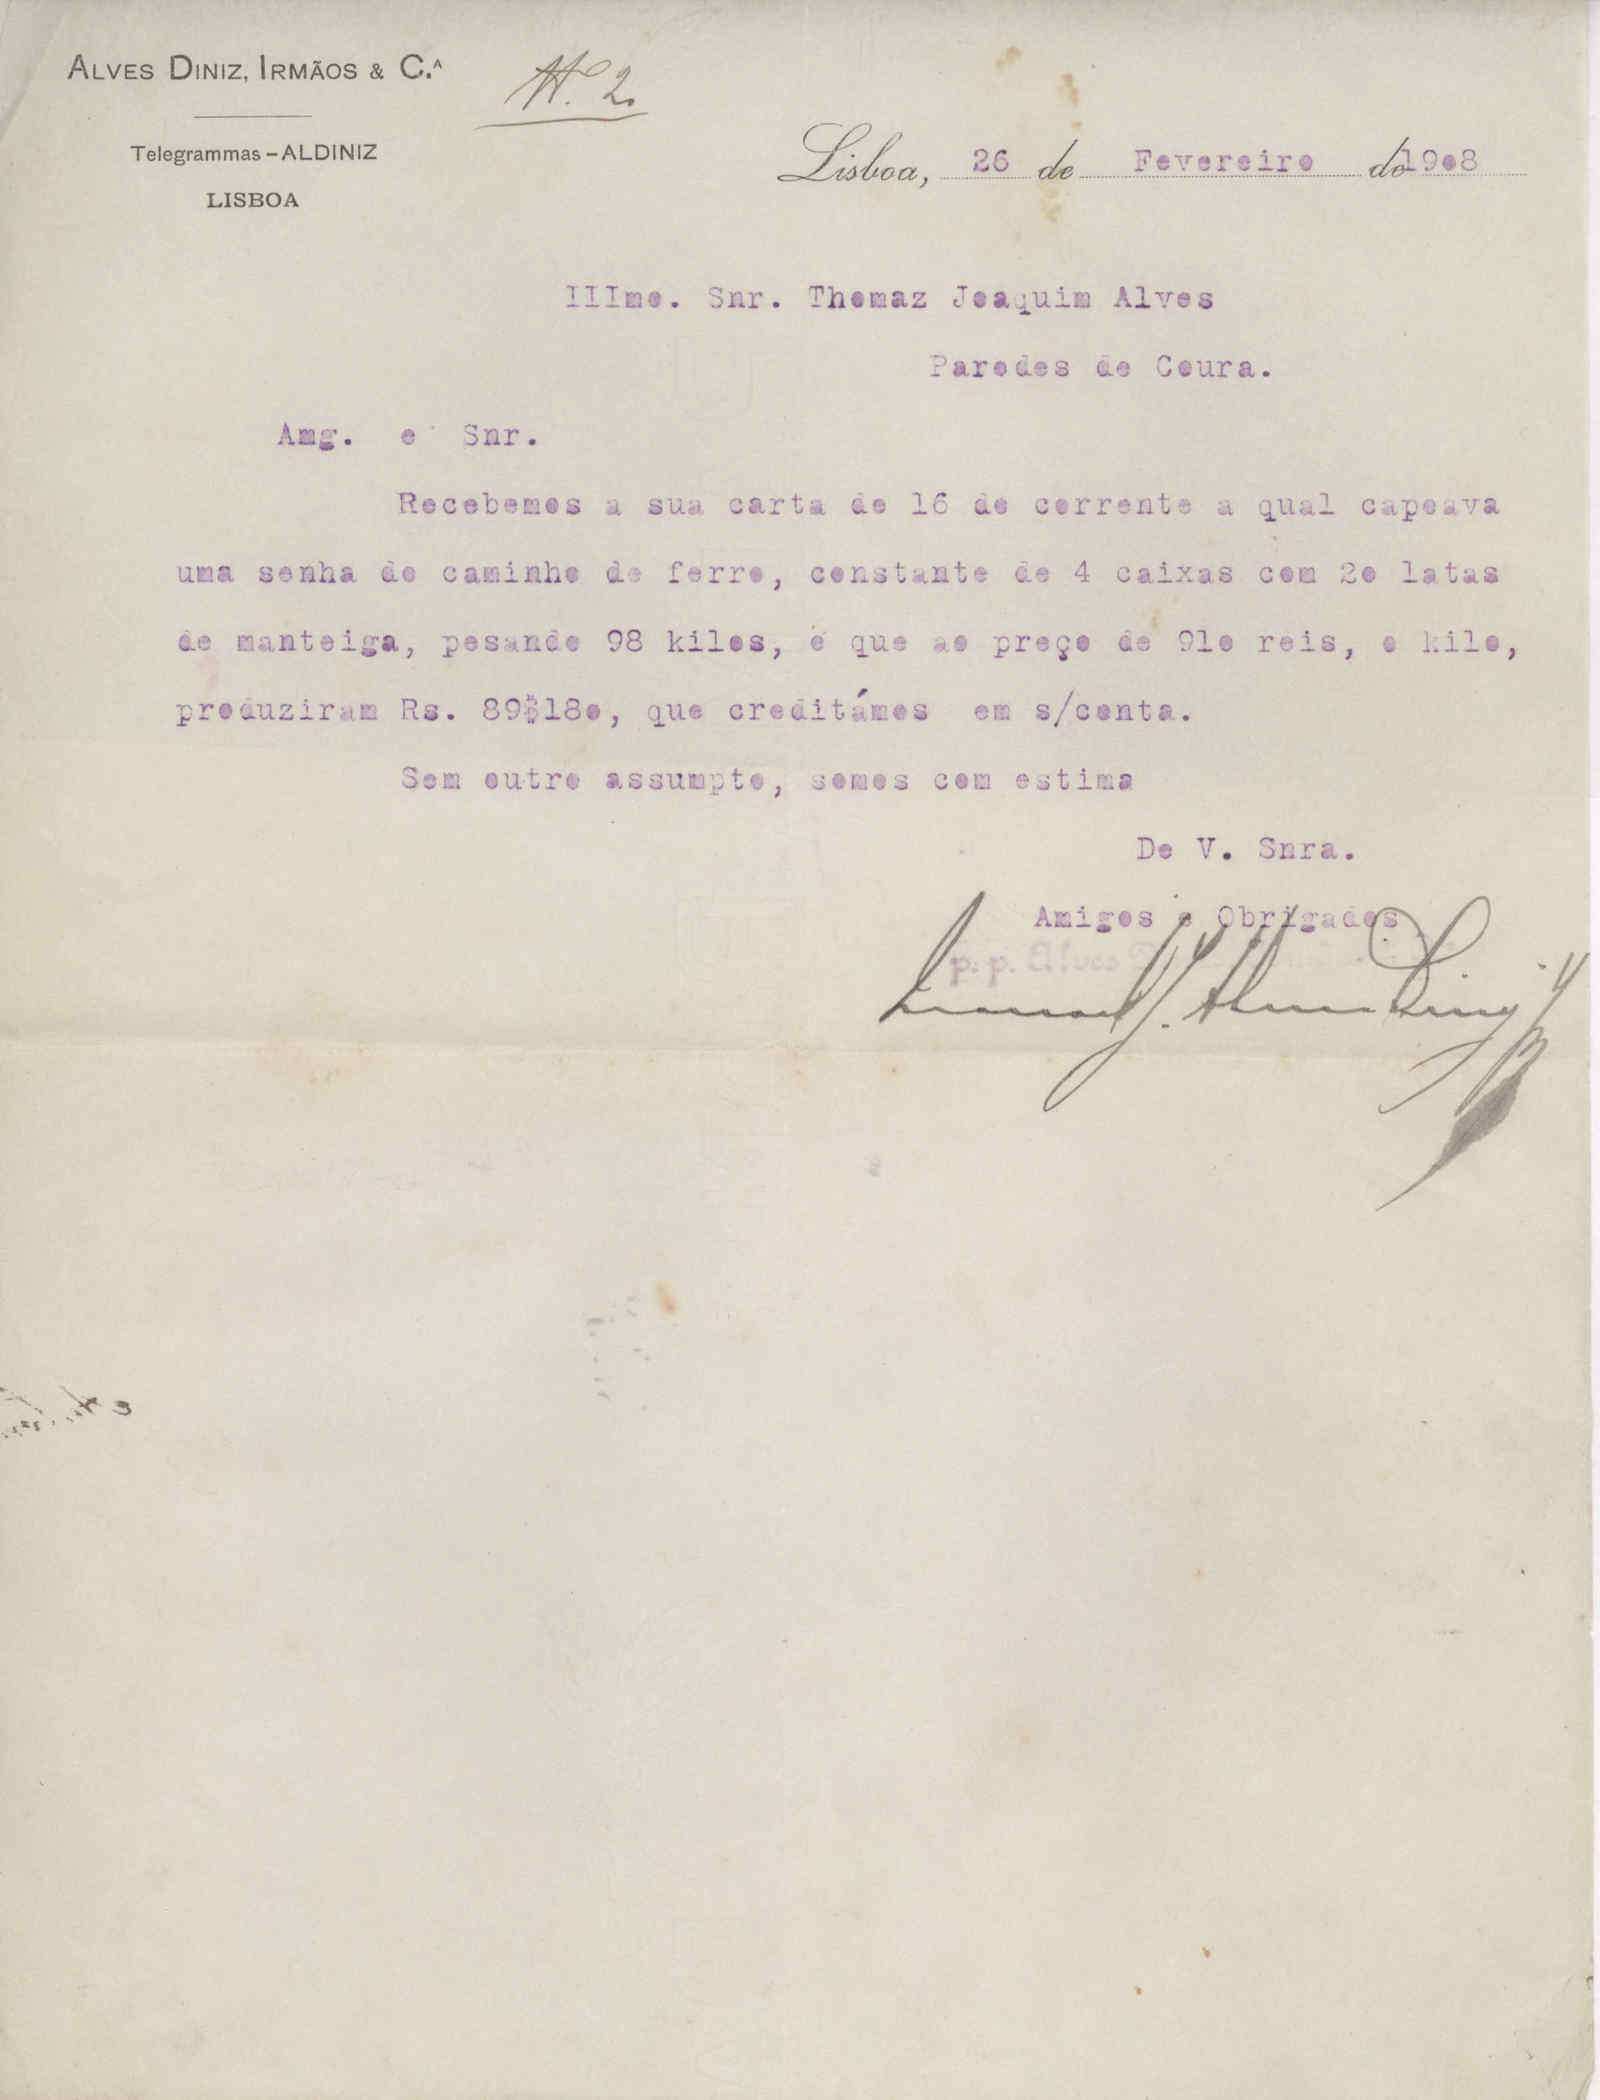 ALVES DINIZ, IRMÃOS & C.ᴬ
Nº. 2
Telegrammas – ALDINIZ
LISBOA
Lisboa, 26 de Fevereiro de 1908
Illmo. Snr. Thomaz Joaquim Alves
Paredes de Coura.
Amg. e Snr.
Recebemos a sua carta de 16 do corrente a qual capeava
uma senha do caminho de ferro, constante de 4 caixas com 20 latas
de manteiga, pesando 98 kilos, e que ao preço de 910 reis, o kilo,
produziram Rs. 89$180, que creditámos em s/conta.
Sem outro assumpto, somos com estima
De V. Snra.
Amigos e Obrigados
p. p. Alves